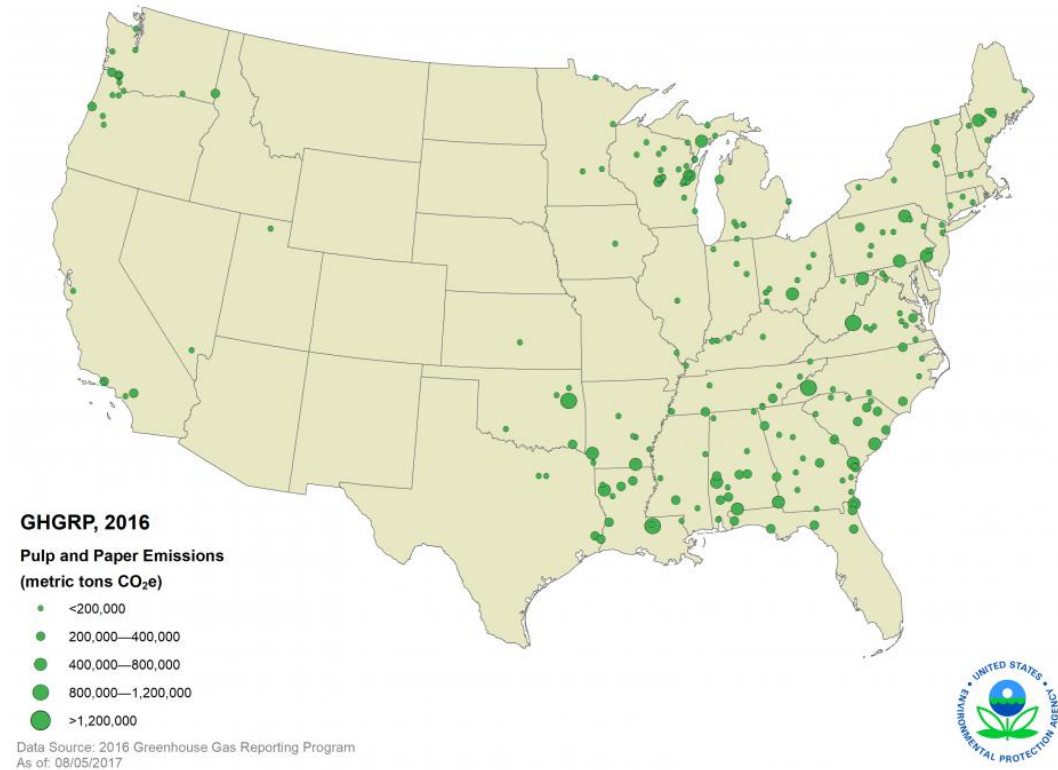 GHGRP, 2016
Pulp and Paper Emissions
(metric tons CO₂e)
<200,000
200,000—400,000
400,000—800,000
800,000—1,200,000
>1,200,000
Data Source: 2016 Greenhouse Gas Reporting Program
As of: 08/05/2017
UNITED STATES
ENVIRONMENTAL PROTECTION AGENCY